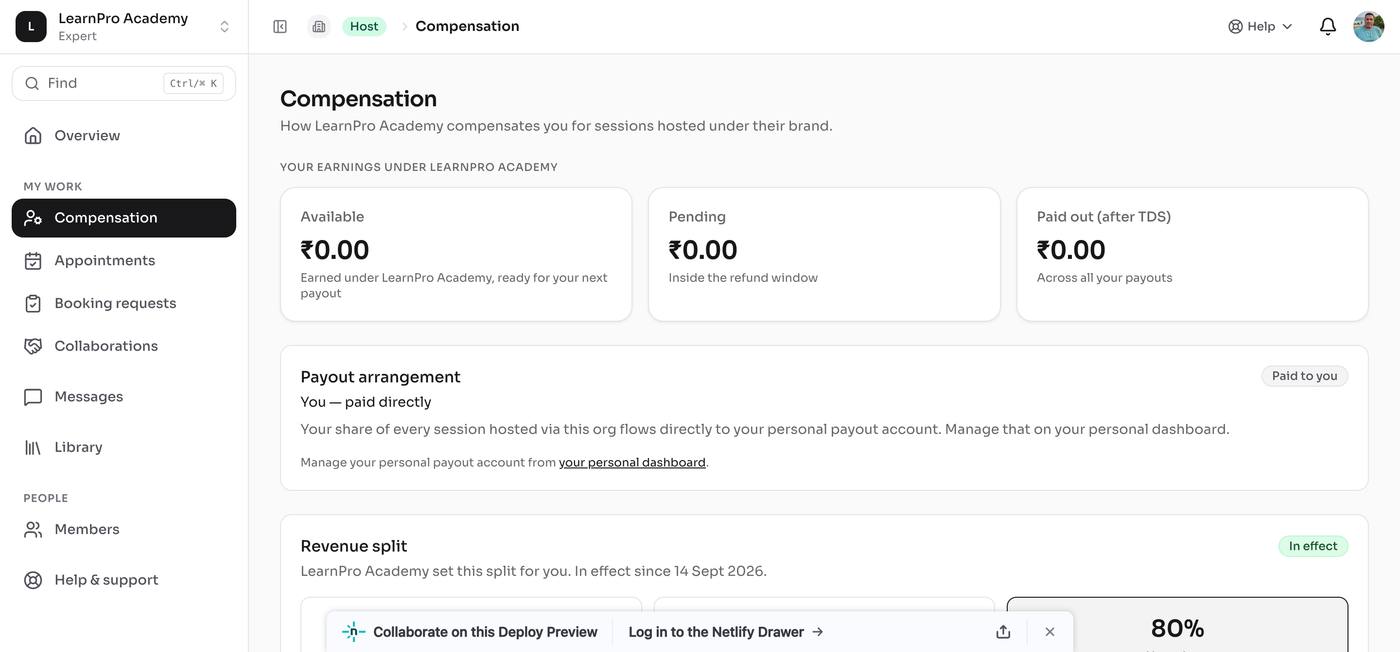 L
LearnPro Academy
Expert
Host
Compensation
Help
Find
Ctrl/⌘ K
Overview
MY WORK
Compensation
Appointments
Booking requests
Collaborations
Messages
Library
PEOPLE
Members
Help & support
Compensation
How LearnPro Academy compensates you for sessions hosted under their brand.
YOUR EARNINGS UNDER LEARNPRO ACADEMY
Available
₹0.00
Earned under LearnPro Academy, ready for your next
payout
Pending
₹0.00
Inside the refund window
Paid out (after TDS)
₹0.00
Across all your payouts
Payout arrangement
Paid to you
You — paid directly
Your share of every session hosted via this org flows directly to your personal payout account. Manage that on your personal dashboard.
Manage your personal payout account from your personal dashboard.
Revenue split
In effect
LearnPro Academy set this split for you. In effect since 14 Sept 2026.
80%
Collaborate on this Deploy Preview
Log in to the Netlify Drawer →